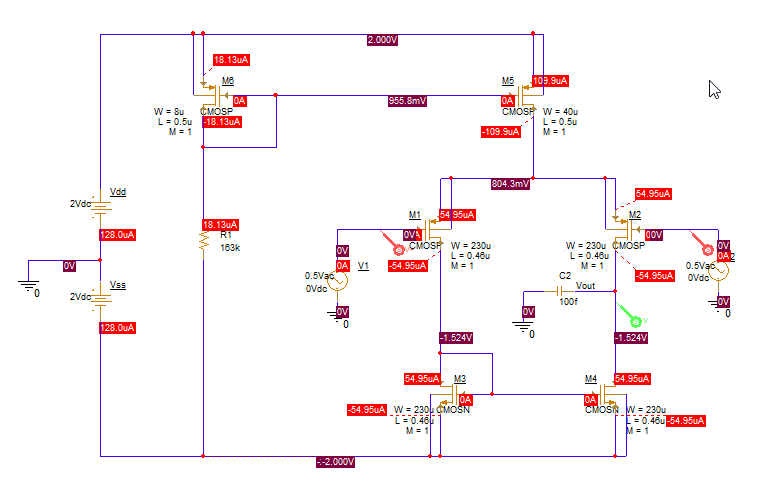 2.000V
18.13uA
M6
0A
W = 8u
L = 0.5u
M = 1
CMOSP
-18.13uA
955.8mV
109.9uA
M5
0A
CMOSP
W = 40u
L = 0.5u
M = 1
-109.9uA
804.3mV
Vdd
2Vdc
128.0uA
0V
0
Vss
2Vdc
128.0uA
18.13uA
R1
163k
M1
54.95uA
0V
CMOSP
W = 230u
L = 0.46u
M = 1
-54.95uA
0V
0A
V1
0.5Vac
0Vdc
0V
0
54.95uA
M2
W = 230u
L = 0.46u
M = 1
CMOSP
-54.95uA
0V
0A
0.5Vac
0Vdc
0V
0
C2
Vout
100f
0V
0
-1.524V
-1.524V
54.95uA
M3
0A
CMOSN
-54.95uA
W = 230u
L = 0.46u
M = 1
M4
54.95uA
0A
CMOSN
W = 230u
L = 0.46u
M = 1
-54.95uA
-2.000V